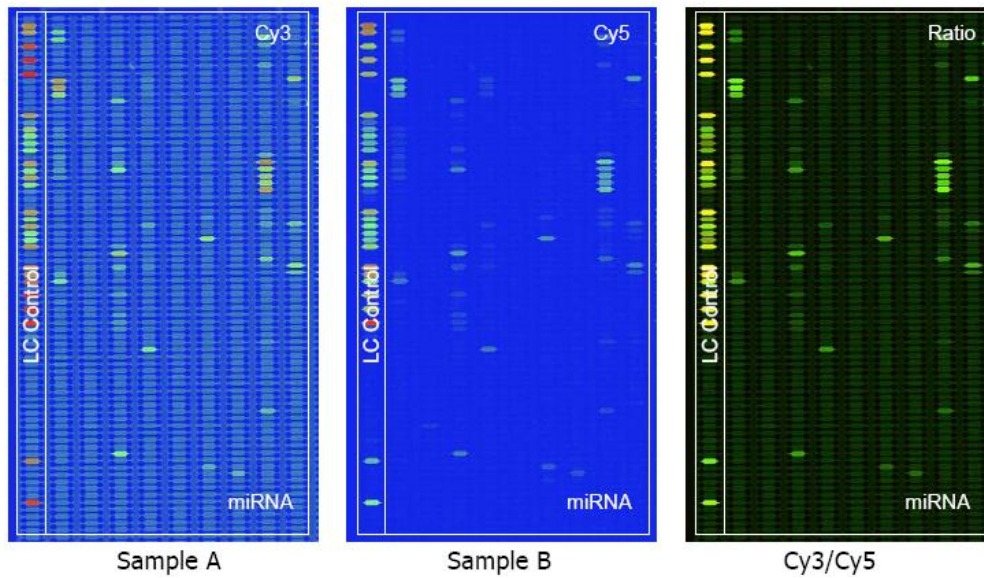 Cy3
LC Control
miRNA
Sample A
Cy5
LC Control
miRNA
Sample B
Ratio
LC Control
miRNA
Cy3/Cy5